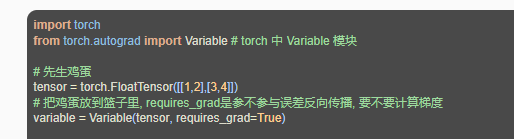 import torch
from torch.autograd import Variable # torch 中 Variable 模块
# 先生鸡蛋
tensor = torch.FloatTensor([[1,2],[3,4]])
# 把鸡蛋放到篮子里, requires_grad是参不参与误差反向传播, 要不要计算梯度
variable = Variable(tensor, requires_grad=True)